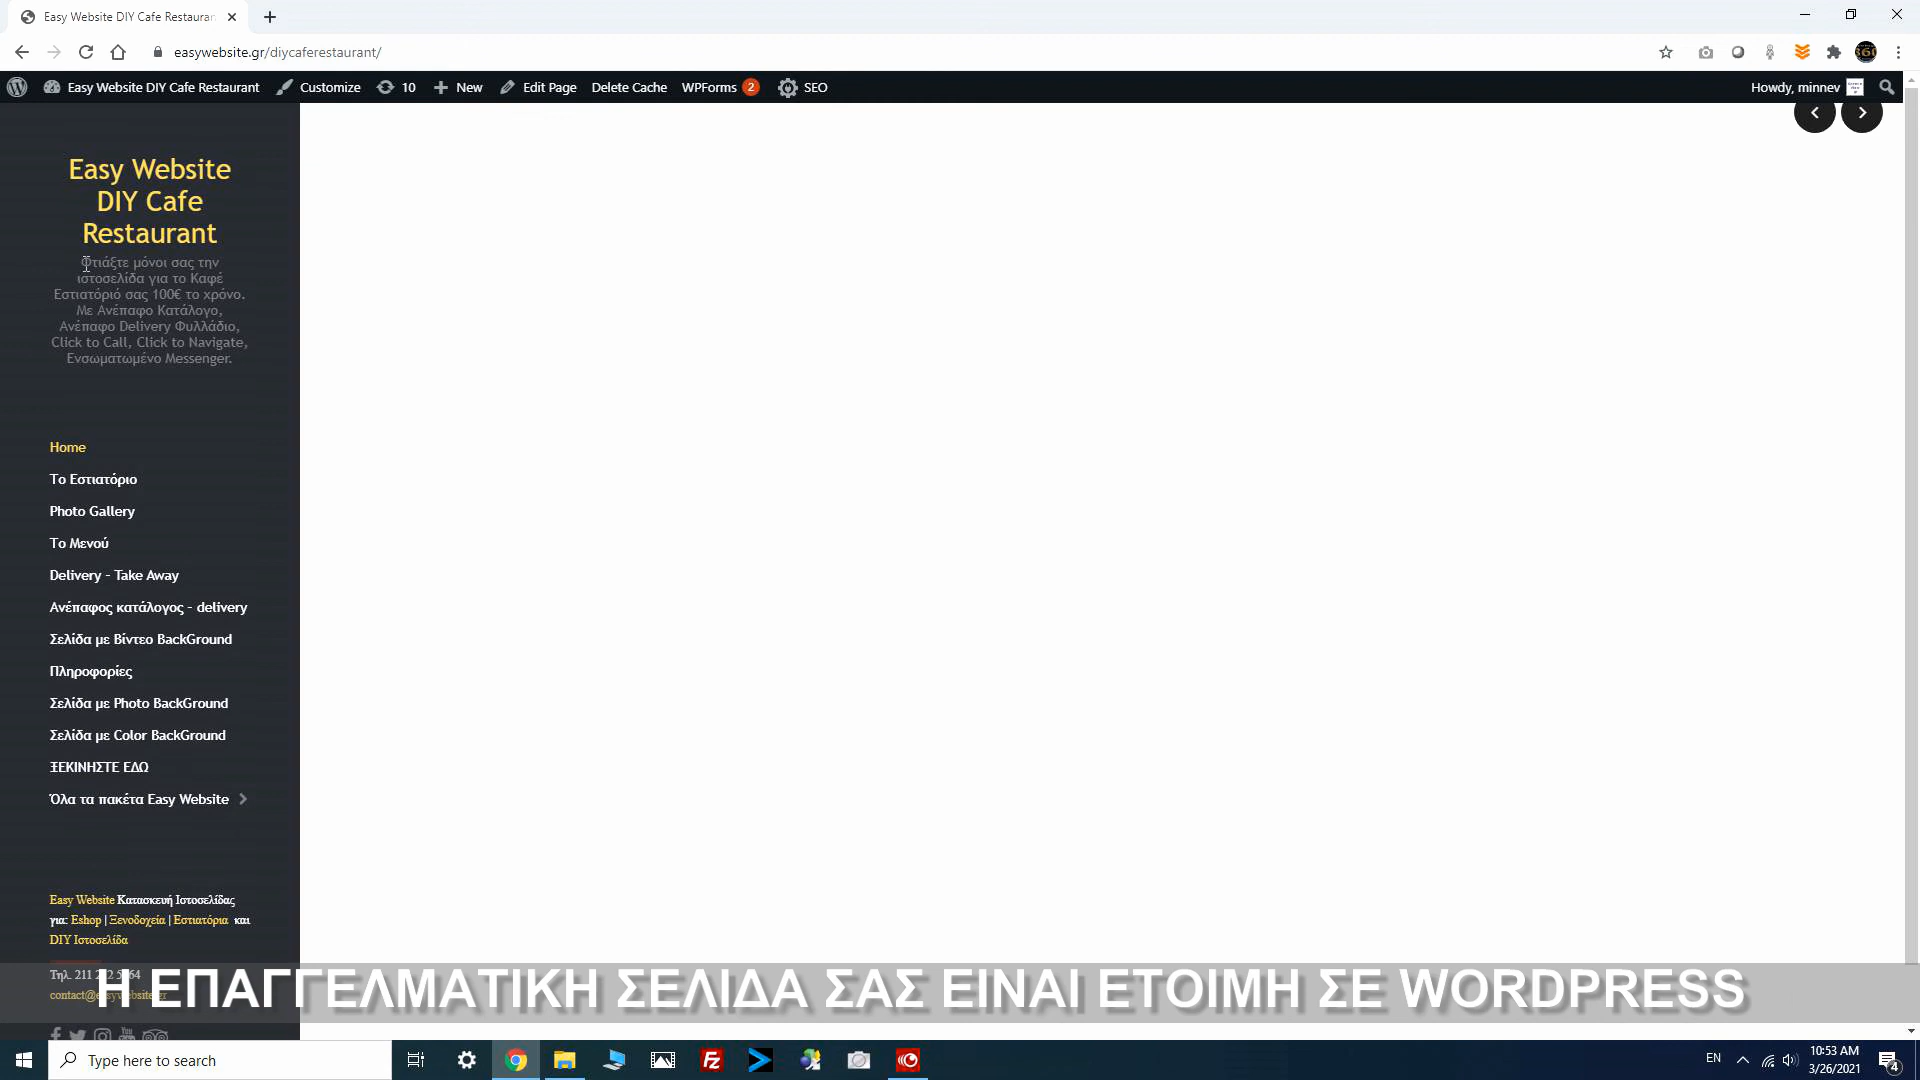 Easy Website DIY Cafe Restauran
easywebsite.gr/diycaferestaurant/
Easy Website DIY Cafe Restaurant
Customize
10
New
Edit Page
Delete Cache
WPForms 2
SEO
Howdy, minnev
Easy Website
DIY Cafe
Restaurant
Φτιάξτε μόνοι σας την
ιστοσελίδα για το Καφέ
Εστιατόριό σας 100€ το χρόνο.
Με Ανέπαφο Κατάλογο,
Ανέπαφο Delivery Φυλλάδιο,
Click to Call, Click to Navigate,
Ενσωματωμένο Messenger.
Home
Το Εστιατόριο
Photo Gallery
Το Μενού
Delivery - Take Away
Ανέπαφος κατάλογος - delivery
Σελίδα με Βίντεο BackGround
Πληροφορίες
Σελίδα με Photo BackGround
Σελίδα με Color BackGround
ΞΕΚΙΝΗΣΤΕ ΕΔΩ
Όλα τα πακέτα Easy Website
Easy Website Κατασκευή Ιστοσελίδας
για: Eshop | Ξενοδοχεία | Εστιατόρια και
DIY Ιστοσελίδα
Τηλ. 211
Η ΕΠΑΓΓΕΛΜΑΤΙΚΗ ΣΕΛΙΔΑ ΣΑΣ ΕΙΝΑΙ ΕΤΟΙΜΗ ΣΕ WORDPRESS
Type here to search
EN
10:53 AM
3/26/2021
4